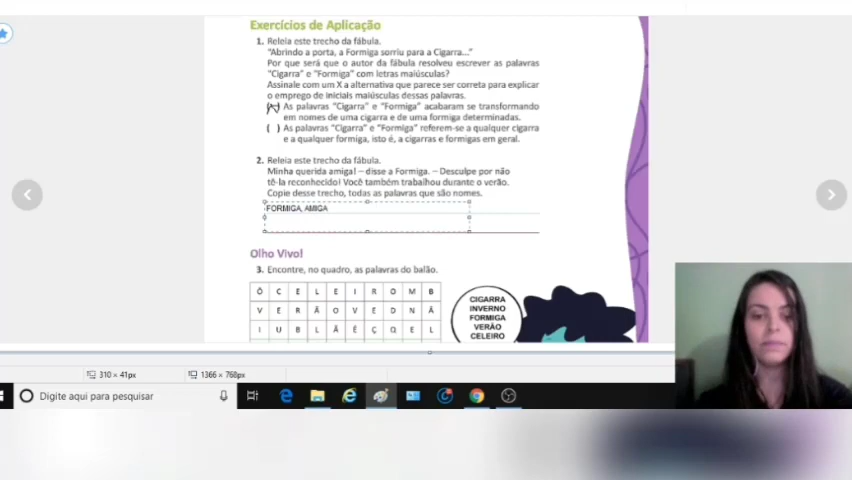 Exercícios de Aplicação
1. Releia este trecho da fábula.
"Abrindo a porta, a Formiga sorriu para a Cigarra..."
Por que será que o autor da fábula resolveu escrever as palavras
"Cigarra" e "Formiga" com letras maiúsculas?
Assinale com um X a alternativa que parece ser correta para explicar
o emprego de iniciais maiúsculas dessas palavras.
(X) As palavras "Cigarra" e "Formiga" acabaram se transformando
em nomes de uma cigarra e de uma formiga determinadas.
( ) As palavras "Cigarra" e "Formiga" referem-se a qualquer cigarra
e a qualquer formiga, isto é, a cigarras e formigas em geral.
2. Releia este trecho da fábula.
Minha querida amiga! – disse a Formiga. – Desculpe por não
tê-la reconhecido! Você também trabalhou durante o verão.
Copie desse trecho, todas as palavras que são nomes.
FORMIGA, AMIGA
Olho Vivo!
3. Encontre, no quadro, as palavras do balão.
Ô C E L E I R O M B
V E R Ã O V E D N Ã
I U B L Ã Ê Ç O E L
CIGARRA
INVERNO
FORMIGA
VERÃO
CELEIRO
310 × 41px
1366 × 768px
Digite aqui para pesquisar